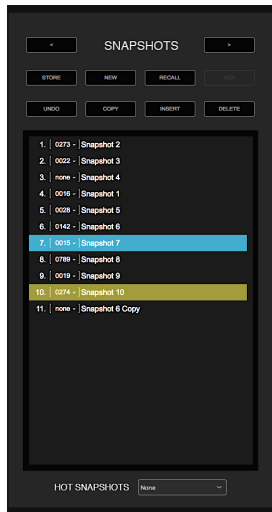 < SNAPSHOTS >
STORE NEW RECALL
UNDO COPY INSERT DELETE
1. 0273 Snapshot 2
2. 0022 Snapshot 3
3. none Snapshot 4
4. 0016 Snapshot 1
5. 0028 Snapshot 5
6. 0142 Snapshot 6
7. 0015 Snapshot 7
8. 0789 Snapshot 8
9. 0019 Snapshot 9
10. 0274 Snapshot 10
11. none Snapshot 6 Copy
HOT SNAPSHOTS None